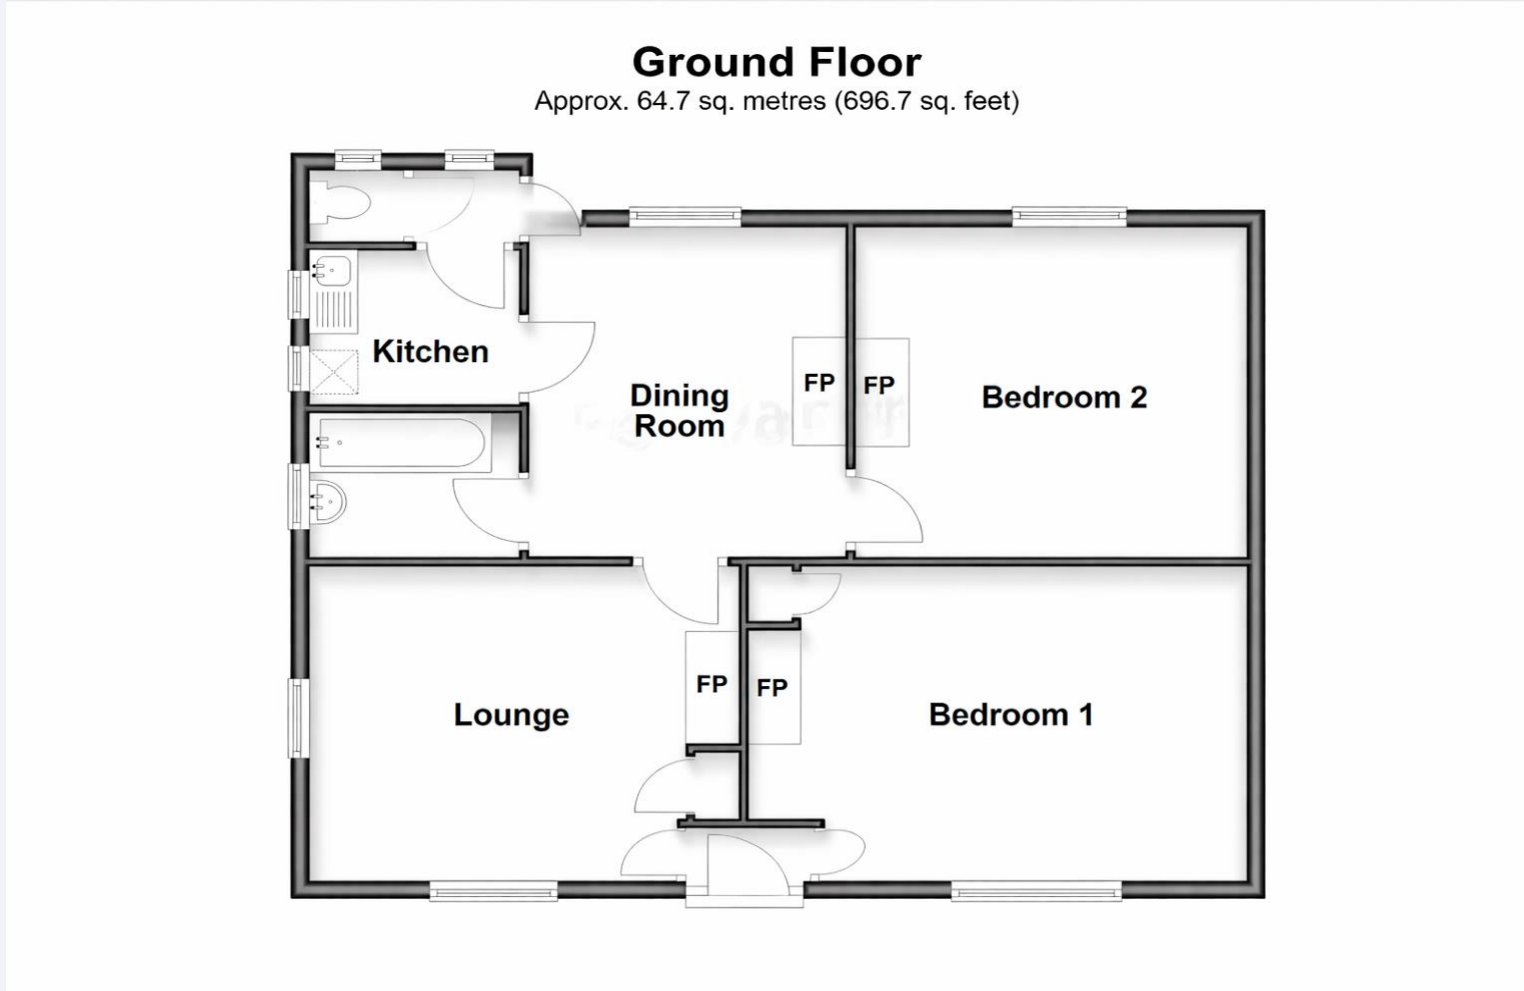 Ground Floor
Approx. 64.7 sq. metres (696.7 sq. feet)
Kitchen
Dining
Room
FP
FP
Bedroom 2
Lounge
FP
FP
Bedroom 1